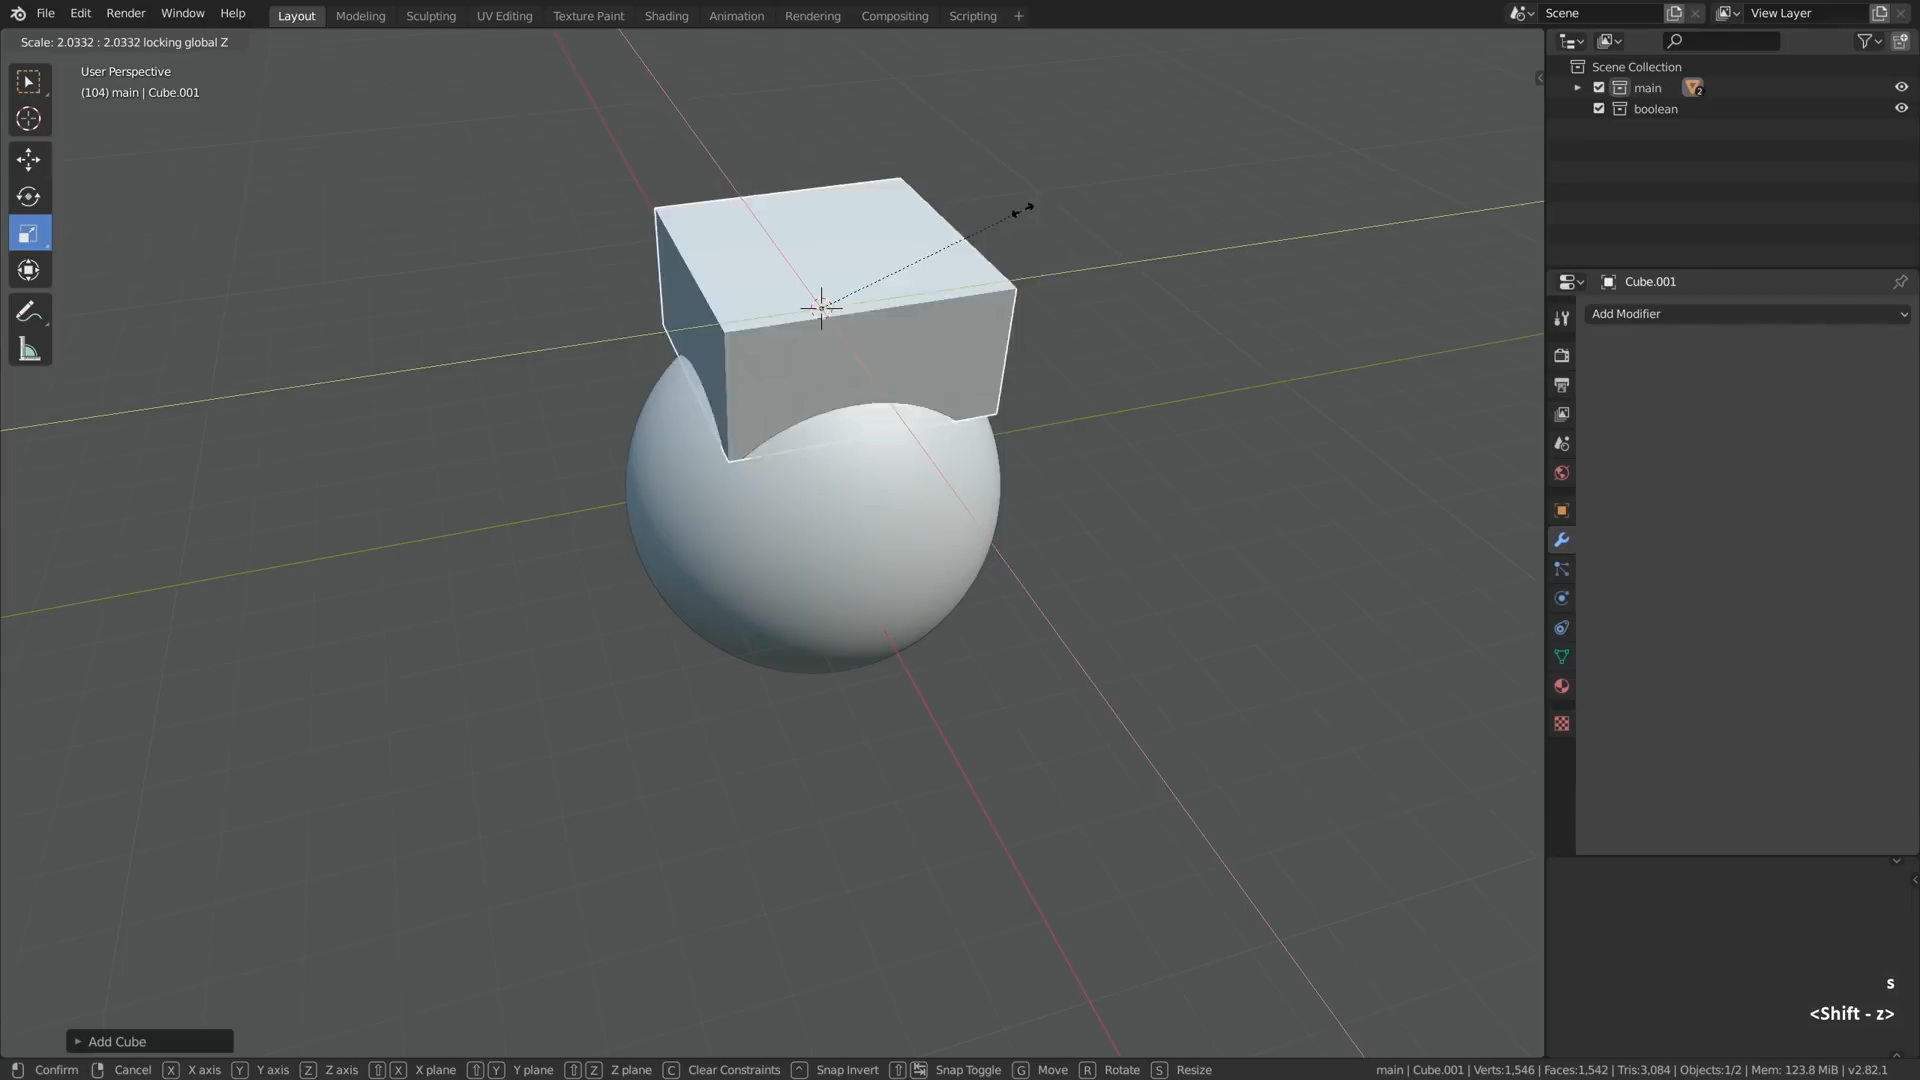 File Edit Render Window Help Layout Modeling Sculpting UV Editing Texture Paint Shading Animation Rendering Compositing Scripting + Scene View Layer
Scale: 2.0332 : 2.0332 locking global Z
User Perspective
(104) main | Cube.001
Scene Collection
main 2
boolean
Cube.001
Add Modifier
s
<Shift - z>
Add Cube
Confirm Cancel X X axis Y Y axis Z Z axis X X plane Y Y plane Z Z plane C Clear Constraints ^ Snap Invert Snap Toggle G Move R Rotate S Resize main | Cube.001 | Verts:1,546 | Faces:1,542 | Tris:3,084 | Objects:1/2 | Mem: 123.8 MiB | v2.82.1